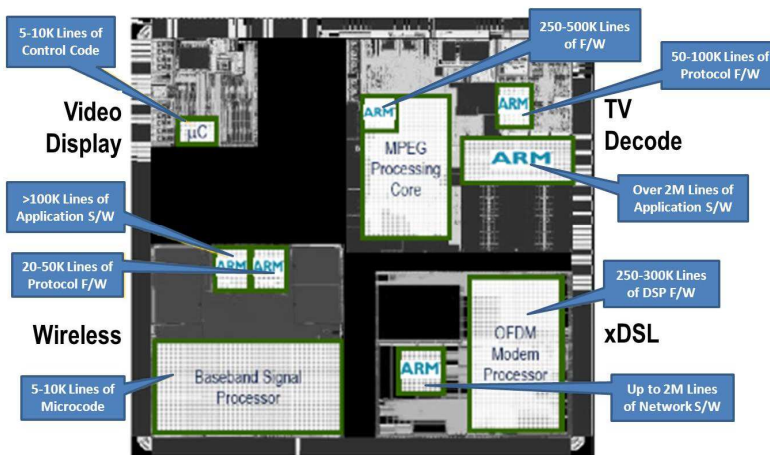 5-10K Lines of
Control Code
250-500K Lines
of F/W
50-100K Lines of
Protocol F/W
Video
Display
µC
ARM
MPEG
Processing
Core
ARM
ARM
TV
Decode
Over 2M Lines of
Application S/W
>100K Lines of
Application S/W
20-50K Lines of
Protocol F/W
ARM
ARM
Wireless
5-10K Lines of
Microcode
Baseband Signal
Processor
250-300K Lines
of DSP F/W
OFDM
Modem
Processor
ARM
xDSL
Up to 2M Lines
of Network S/W